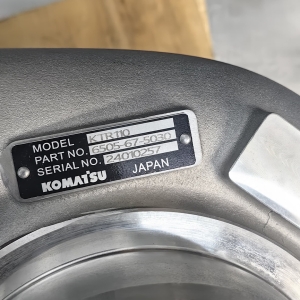 MODEL KTR110
PART NO. 6505-67-5030
SERIAL NO. 24010257
KOMATSU JAPAN